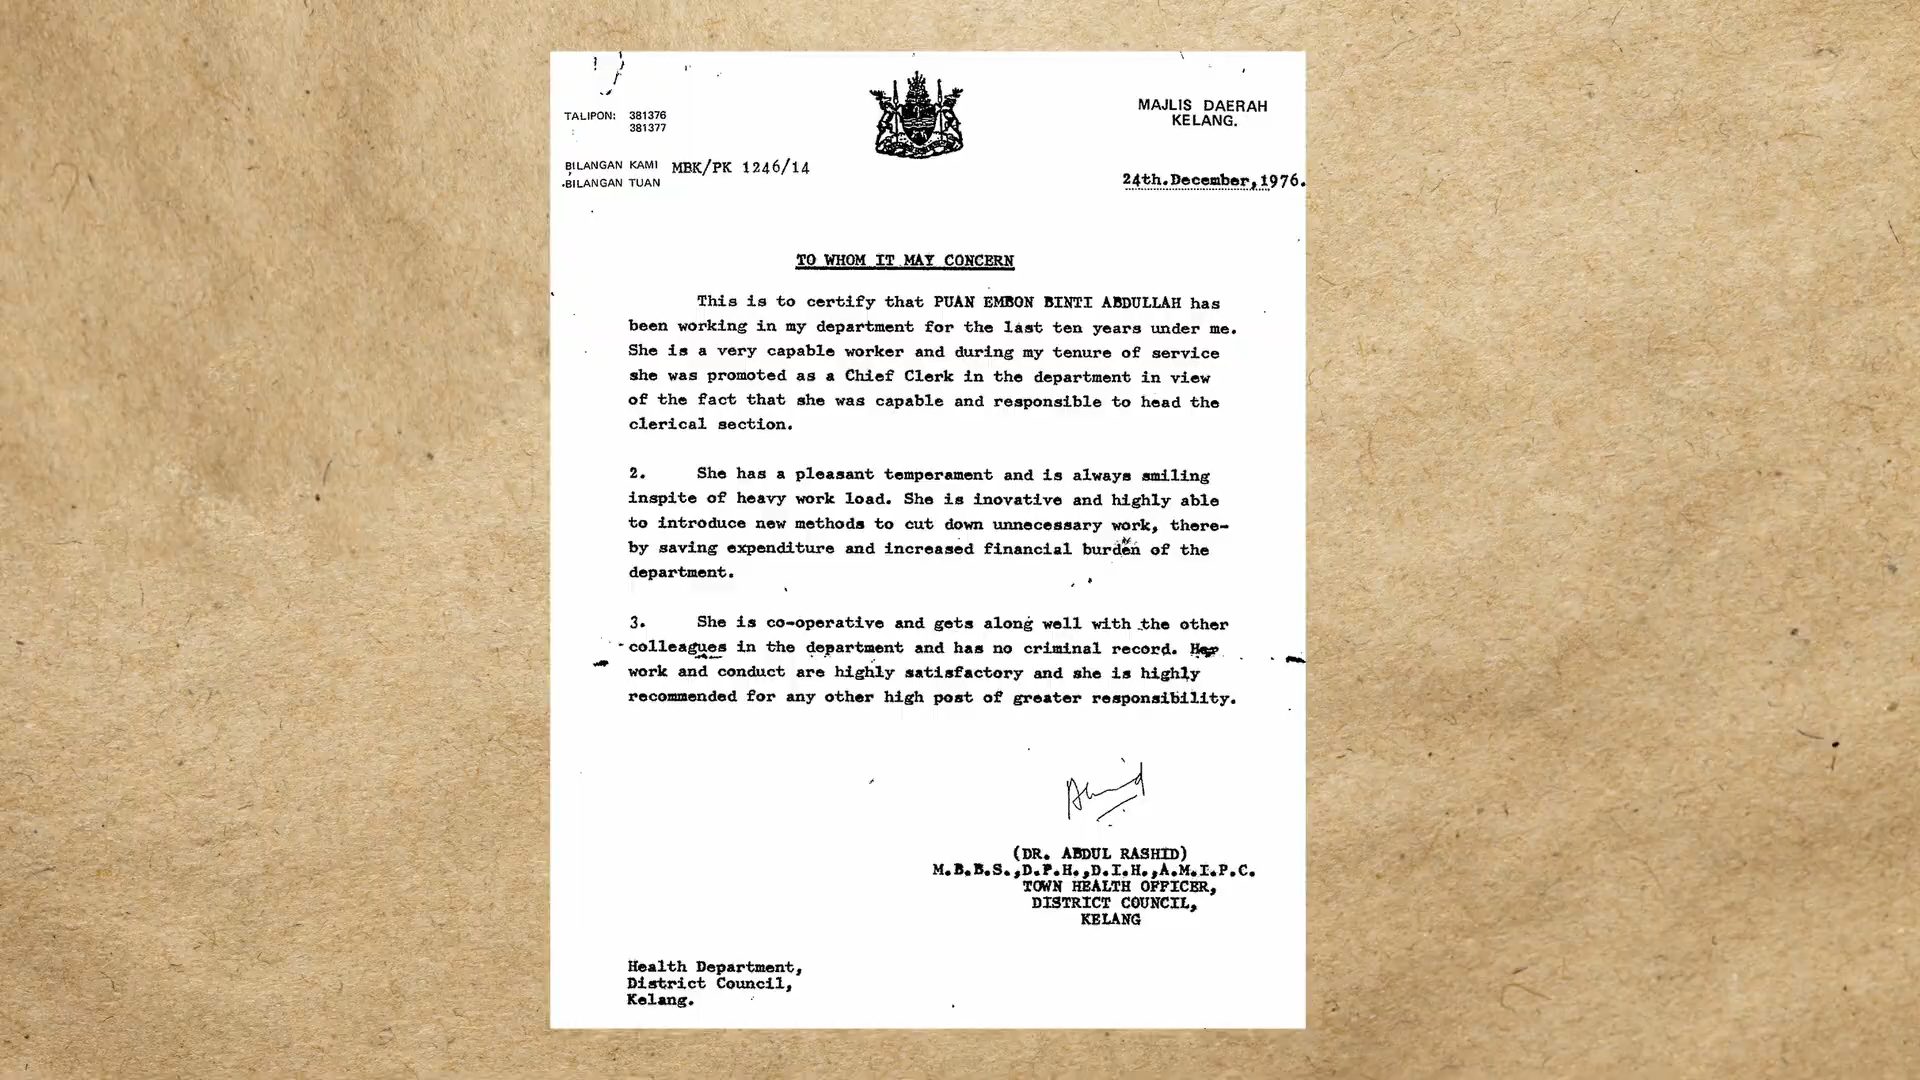 TALIPON: 381376
381377
MAJLIS DAERAH
KELANG.
BILANGAN KAMI MBK/PK 1246/14
BILANGAN TUAN
24th.December,1976.
TO WHOM IT MAY CONCERN
This is to certify that PUAN EMBON BINTI ABDULLAH has
been working in my department for the last ten years under me.
She is a very capable worker and during my tenure of service
she was promoted as a Chief Clerk in the department in view
of the fact that she was capable and responsible to head the
clerical section.
2. She has a pleasant temperament and is always smiling
inspite of heavy work load. She is inovative and highly able
to introduce new methods to cut down unnecessary work, there-
by saving expenditure and increased financial burden of the
department.
3. She is co-operative and gets along well with the other
colleagues in the department and has no criminal record. Her
work and conduct are highly satisfactory and she is highly
recommended for any other high post of greater responsibility.
(DR. ABDUL RASHID)
M.B.B.S.,D.P.H.,D.I.H.,A.M.I.P.C.
TOWN HEALTH OFFICER,
DISTRICT COUNCIL,
KELANG
Health Department,
District Council,
Kelang.